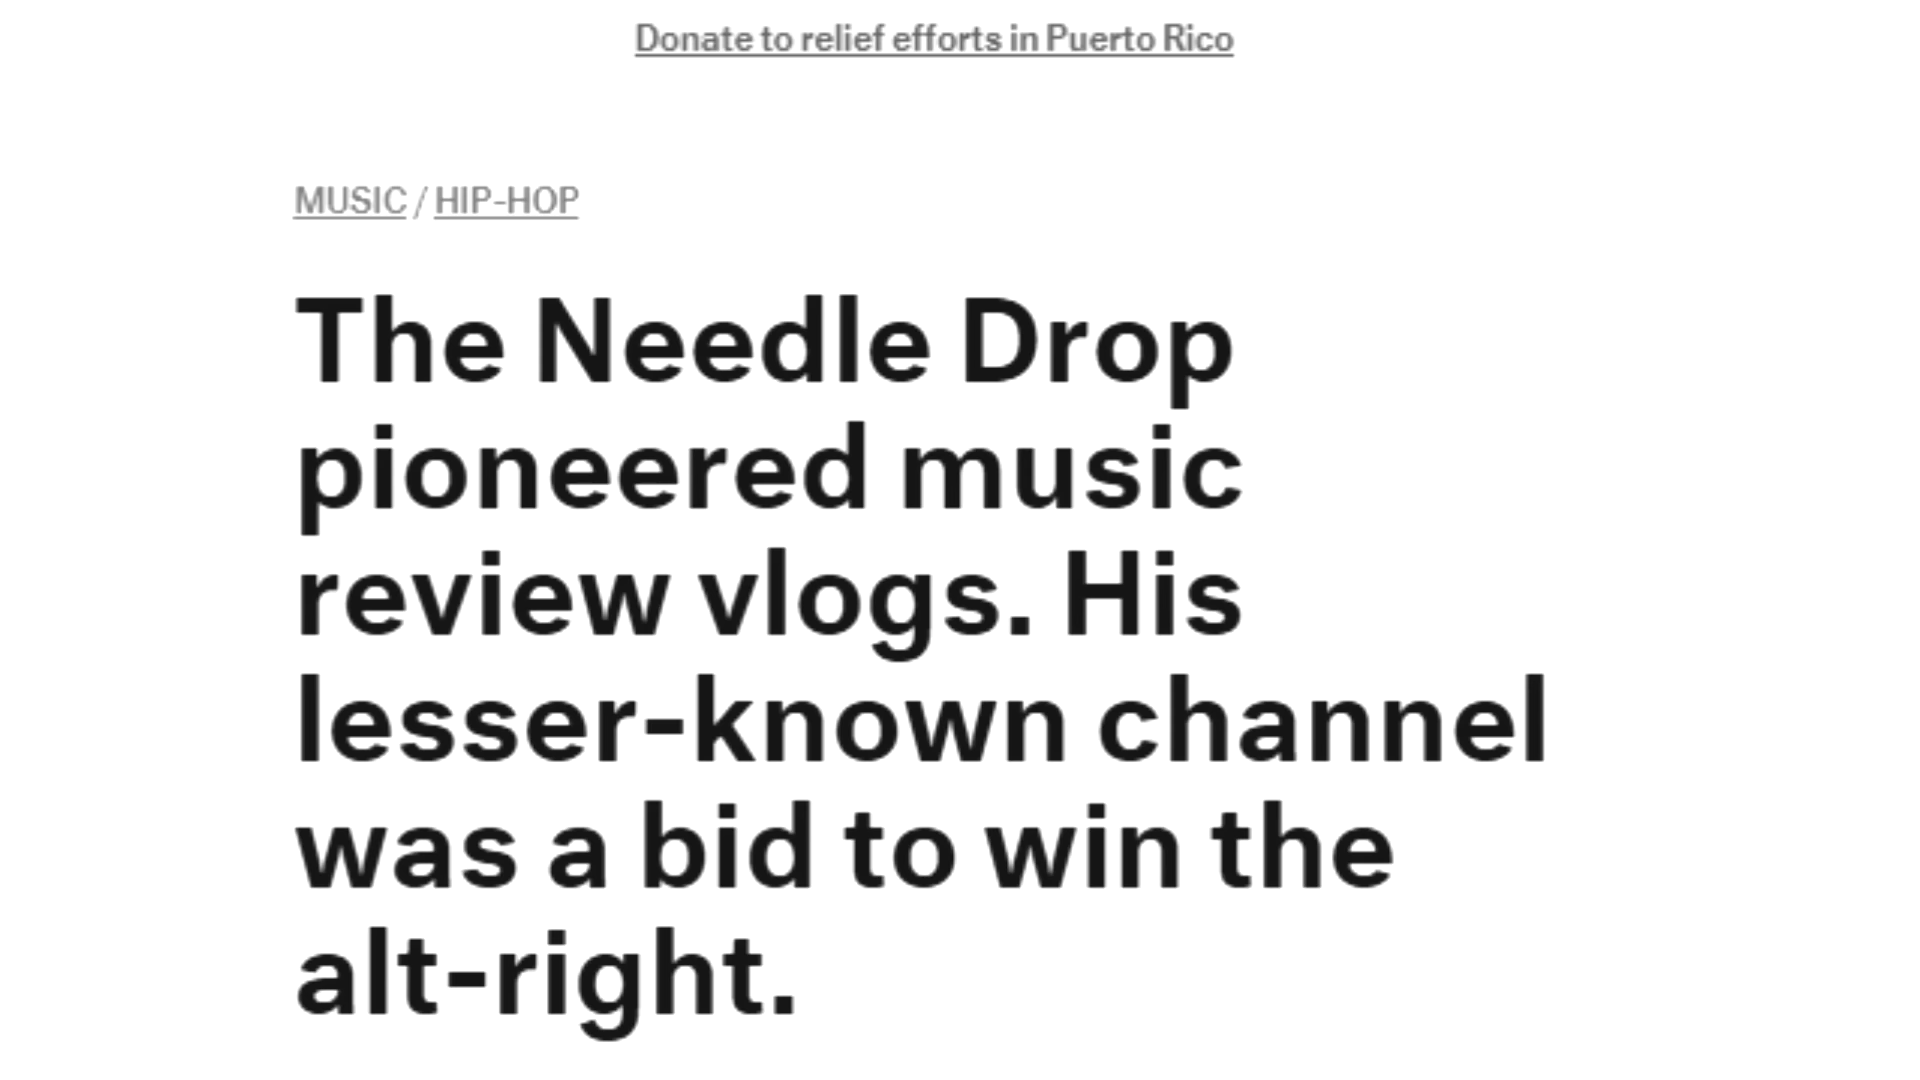 Donate to relief efforts in Puerto Rico
MUSIC / HIP-HOP
The Needle Drop
pioneered music
review vlogs. His
lesser-known channel
was a bid to win the
alt-right.